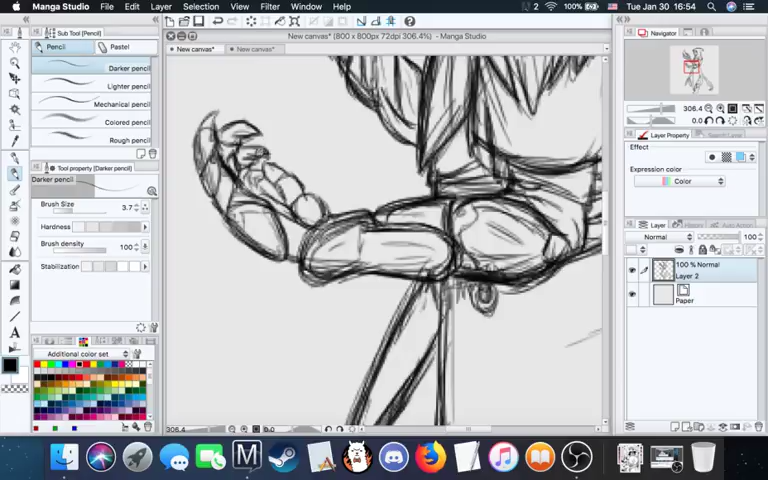 Manga Studio File Edit Image Layer Selection View Filter Window Help 2 100% Tue Jan 30 16:54
New canvas* (800 x 800px 72dpi 306.4%) - Manga Studio
Sub Tool [Pencil]
Pencil Pastel
New canvas* New canvas*
Darker pencil
Lighter pencil
Mechanical pencil
Colored pencil
Rough pencil
Tool property [Darker pencil]
Darker pencil
Brush Size 3.7
Hardness
Brush density 100
Stabilization
Additional color set
306.4 0.0
Navigator
306.4
0.0
Layer Property
Effect
Expression color
Color
Layer
Normal 100
100 % Normal
Layer 2
Paper